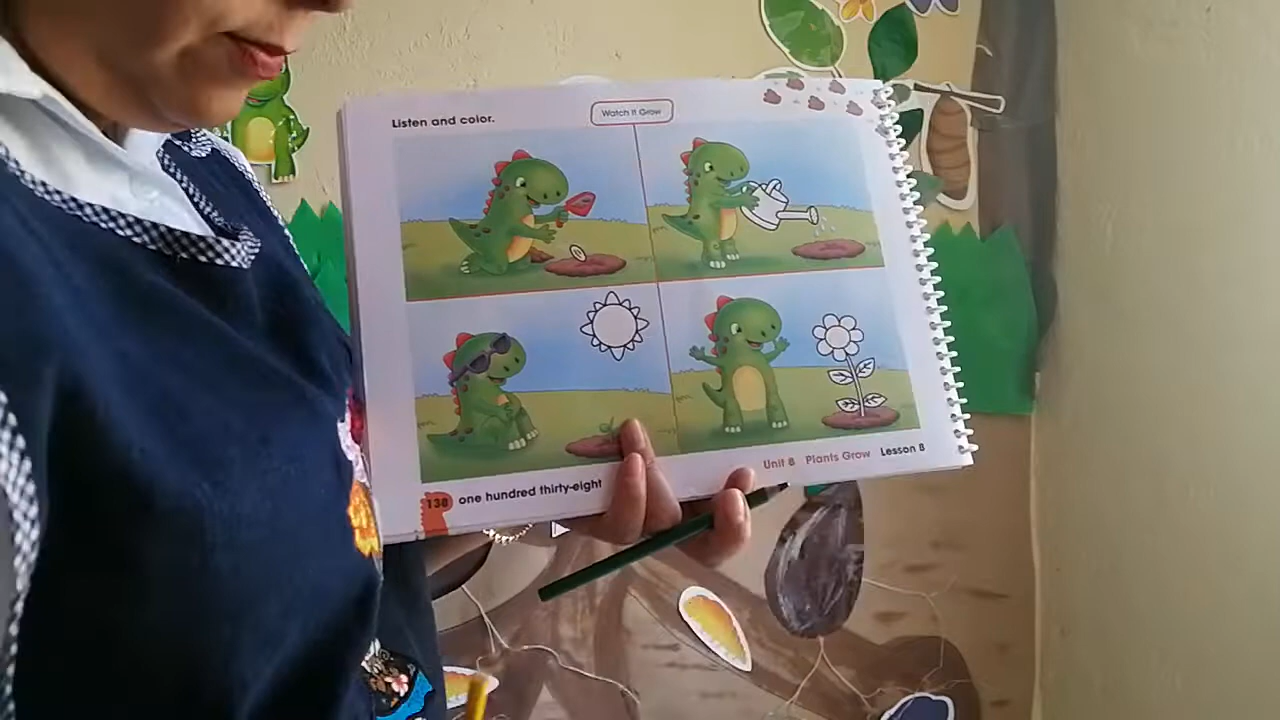 Listen and color.
Watch It Grow
138 one hundred thirty-eight
Unit 8 Plants Grow Lesson 8